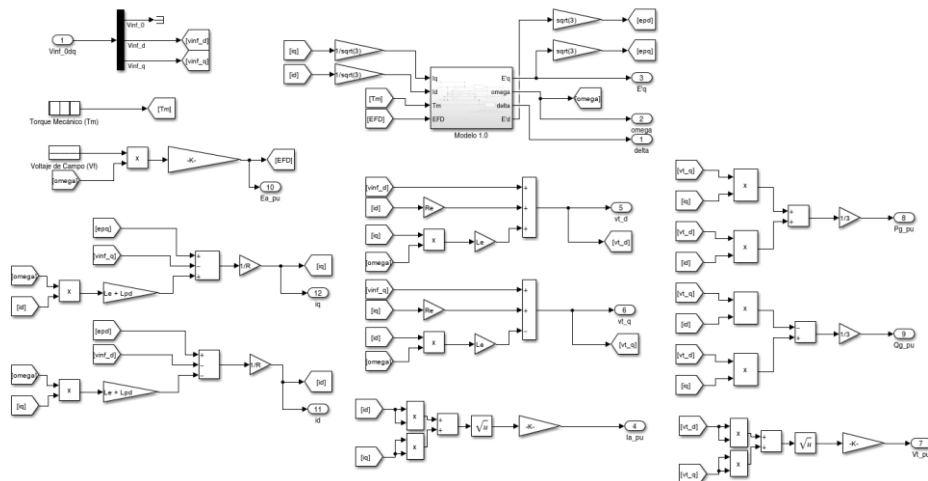 1
Vinf_0dq
Vinf_0
Vinf_d
[vinf_d]
Vinf_q
[vinf_q]
[Tm]
Torque Mecánico (Tm)
Voltaje de Campo (Vf)
[omega]
x
-K-
[EFD]
10
Ea_pu
[iq]
1/sqrt(3)
[id]
1/sqrt(3)
[Tm]
[EFD]
Iq
Id
Tm
EFD
E'q
omega
delta
E'd
Modelo 1.0
sqrt(3)
[epd]
sqrt(3)
[epq]
3
E'q
[omega]
2
omega
1
delta
[epq]
[vinf_q]
[omega]
[id]
x
Le + Lpd
+
−
+
1/R
[iq]
12
iq
[epd]
[vinf_d]
[omega]
[iq]
x
Le + Lpd
+
−
−
1/R
[id]
11
id
[vinf_d]
[id]
Re
[iq]
[omega]
x
Le
+
+
+
5
vt_d
[vt_d]
[vinf_q]
[iq]
Re
[id]
[omega]
x
Le
+
+
−
6
vt_q
[vt_q]
[id]
[iq]
x
x
+
+
√u
-K-
4
Ia_pu
[vt_q]
[iq]
x
[vt_d]
[id]
x
+
+
1/3
8
Pg_pu
[vt_q]
[id]
x
[vt_d]
[iq]
x
−
+
1/3
9
Qg_pu
[vt_d]
[vt_q]
x
x
+
+
√u
-K-
7
Vt_pu